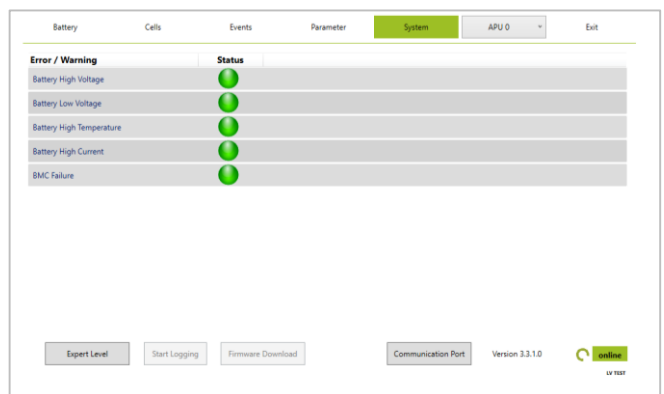 Battery Cells Events Parameter System APU 0 Exit
Error / Warning Status
Battery High Voltage
Battery Low Voltage
Battery High Temperature
Battery High Current
BMC Failure
Expert Level Start Logging Firmware Download Communication Port Version 3.3.1.0 online
LV TEST